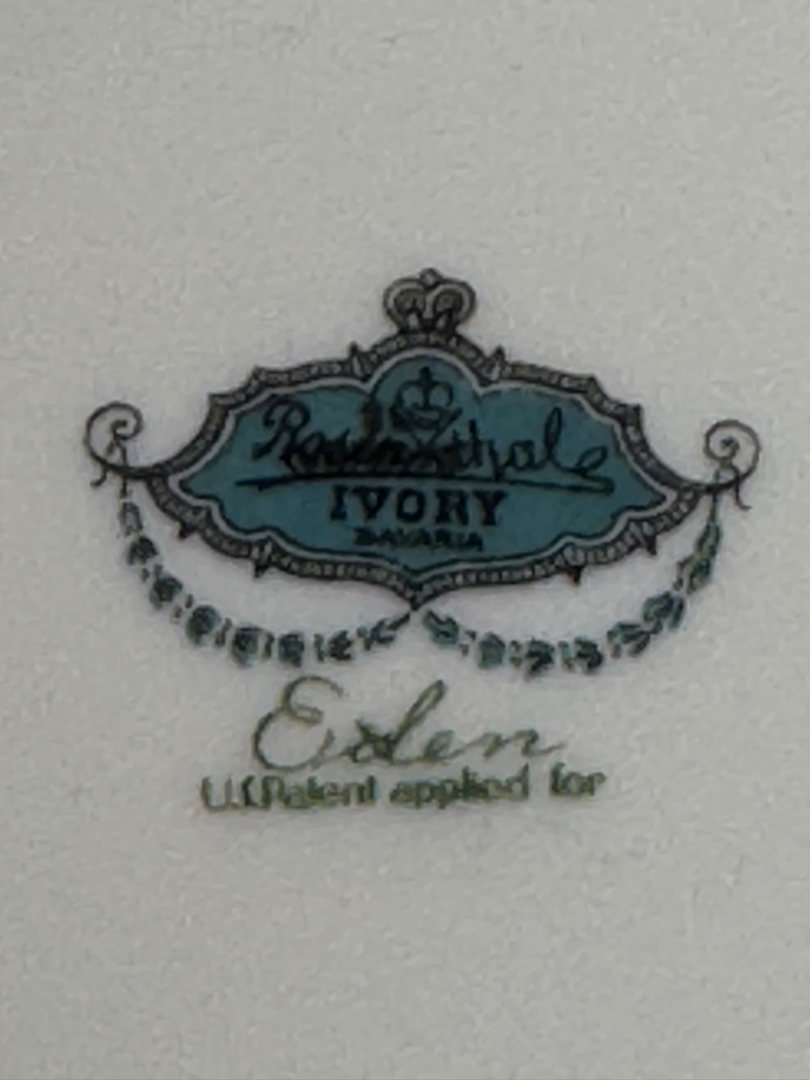 Rosenthal
IVORY
BAVARIA
Eden
U.S. Patent applied for